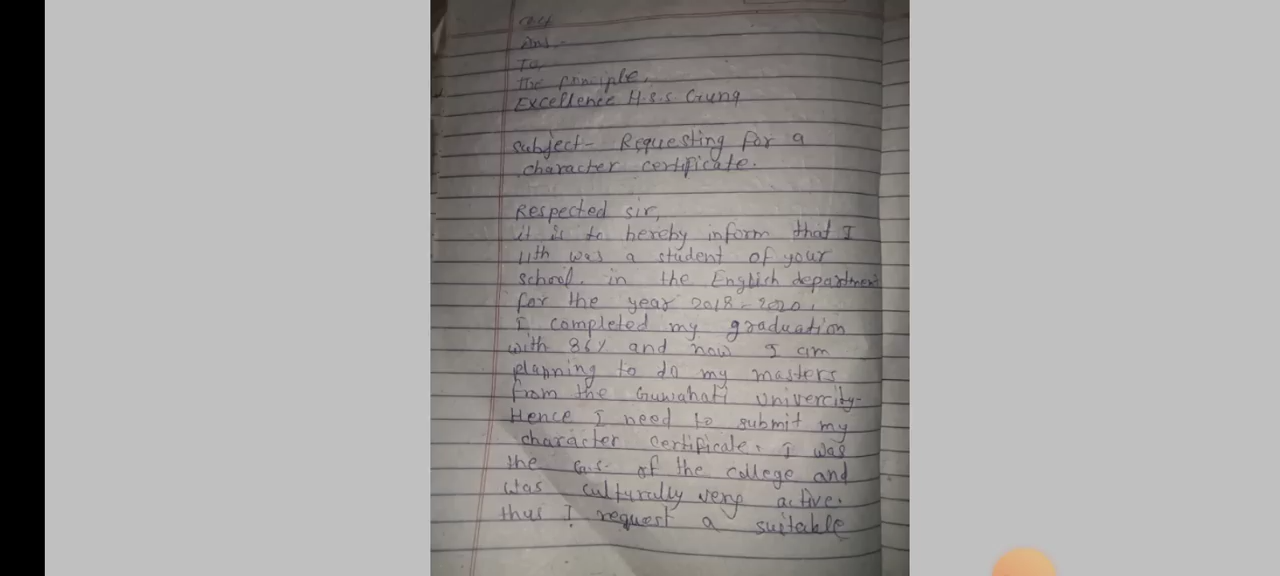 Ans -
To,
The principle,
Excellence H.S.S Guna
Subject - Requesting for a
character certificate.
Respected sir,
it is to hereby inform that I
11th was a student of your
school. in the English department
for the year 2018-2020.
I completed my graduation
with 86% and now I am
planning to do my masters
from the Guwahati Univercity-
Hence I need to submit my
character certificate. I was
the of the college and
was culturally very active.
thus I request a suitable